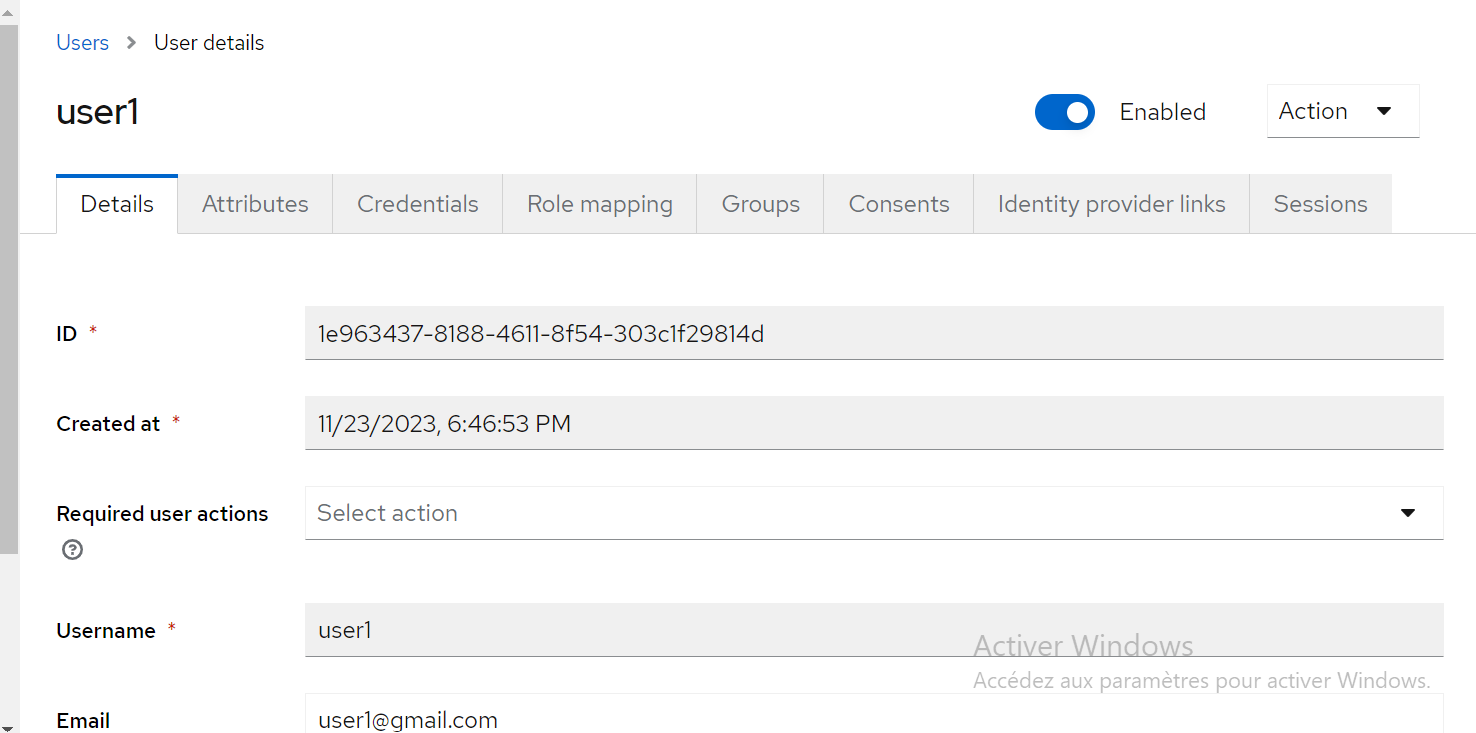 Users > User details
user1
Enabled
Action
Details Attributes Credentials Role mapping Groups Consents Identity provider links Sessions
ID * 1e963437-8188-4611-8f54-303c1f29814d
Created at * 11/23/2023, 6:46:53 PM
Required user actions Select action
?
Username * user1
Activer Windows
Accédez aux paramètres pour activer Windows.
Email user1@gmail.com